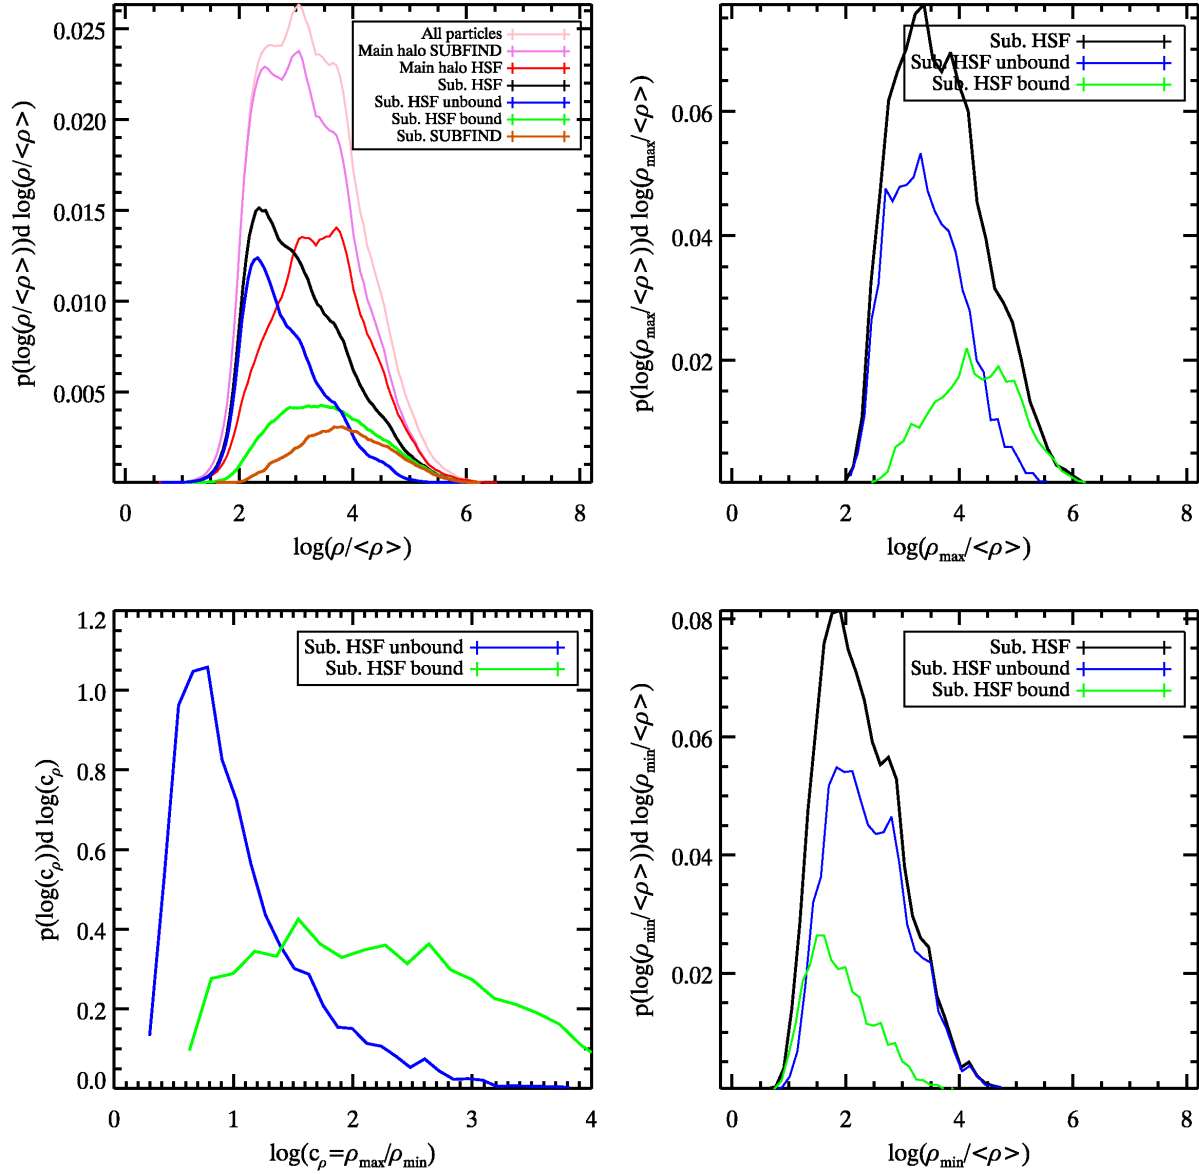 p(log(ρ/<ρ>))d log(ρ/<ρ>)
0.025
0.020
0.015
0.010
0.005
All particles
Main halo SUBFIND
Main halo HSF
Sub. HSF
Sub. HSF unbound
Sub. HSF bound
Sub. SUBFIND
0 2 4 6 8
log(ρ/<ρ>)
p(log(ρmax/<ρ>))d log(ρmax/<ρ>)
0.06
0.04
0.02
Sub. HSF
Sub. HSF unbound
Sub. HSF bound
0 2 4 6 8
log(ρmax/<ρ>)
p(log(cρ))d log(cρ)
1.2
1.0
0.8
0.6
0.4
0.2
0.0
Sub. HSF unbound
Sub. HSF bound
0 1 2 3 4
log(cρ=ρmax/ρmin)
p(log(ρmin/<ρ>))d log(ρmin/<ρ>)
0.08
0.06
0.04
0.02
Sub. HSF
Sub. HSF unbound
Sub. HSF bound
0 2 4 6 8
log(ρmin/<ρ>)